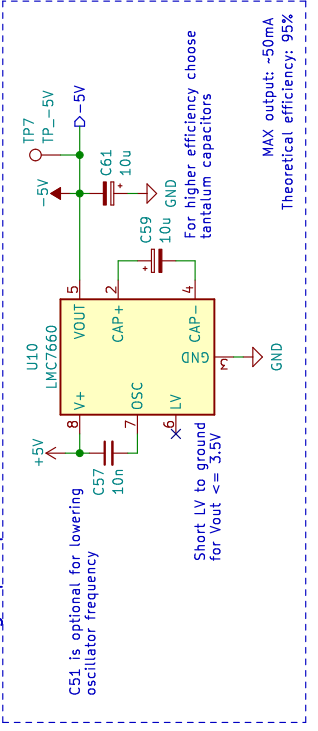 C51 is optional for lowering
oscillator frequency
+5V
C57
10n
U10
LMC7660
8
V+
7
OSC
6
LV
5
VOUT
2
CAP+
4
CAP-
3
GND
GND
Short LV to ground
for Vout <= 3.5V
-5V
TP7
TP_-5V
-5V
C61
10u
GND
C59
10u
For higher efficiency choose
tantalum capacitors
MAX output: ~50mA
Theoretical efficiency: 95%